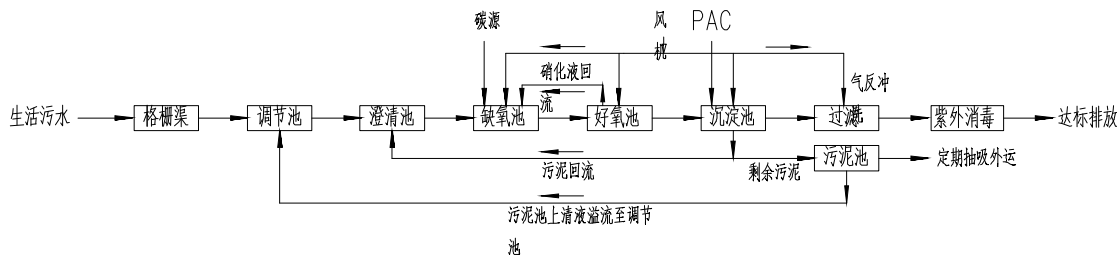 碳源
风机
PAC
硝化液回
流
气反冲
洗
生活污水
格栅渠
调节池
澄清池
缺氧池
好氧池
沉淀池
过滤
紫外消毒
达标排放
污泥回流
剩余污泥
污泥池
定期抽吸外运
污泥池上清液溢流至调节
池